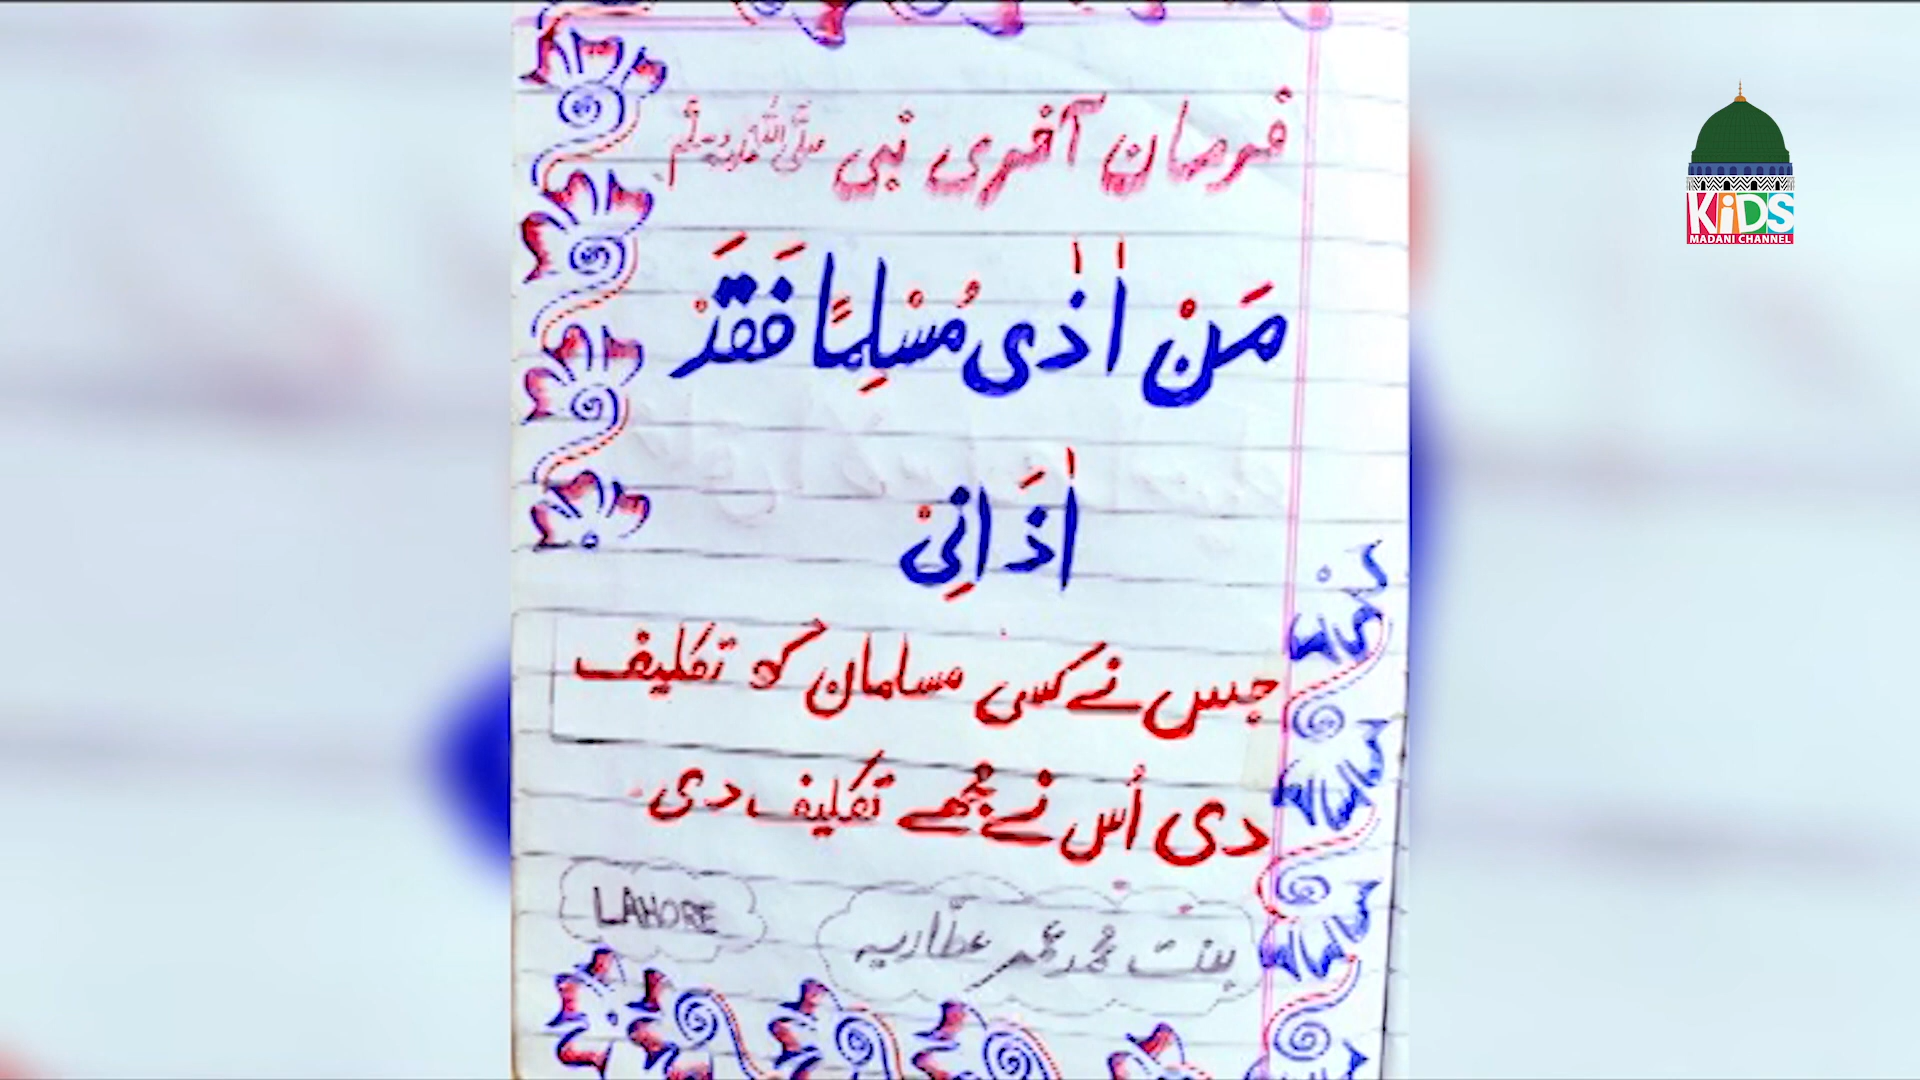 فرمان آخری نبی صلی اللہ علیہ وسلم
مَنْ اٰذٰی مُسْلِمًا فَقَدْ
اٰذَانِیْ
جس نے کسی مسلمان کو تکلیف
دی اُس نے مجھے تکلیف دی۔
بنت محمد عمر عطاریہ
LAHORE
KiDS
MADANI CHANNEL